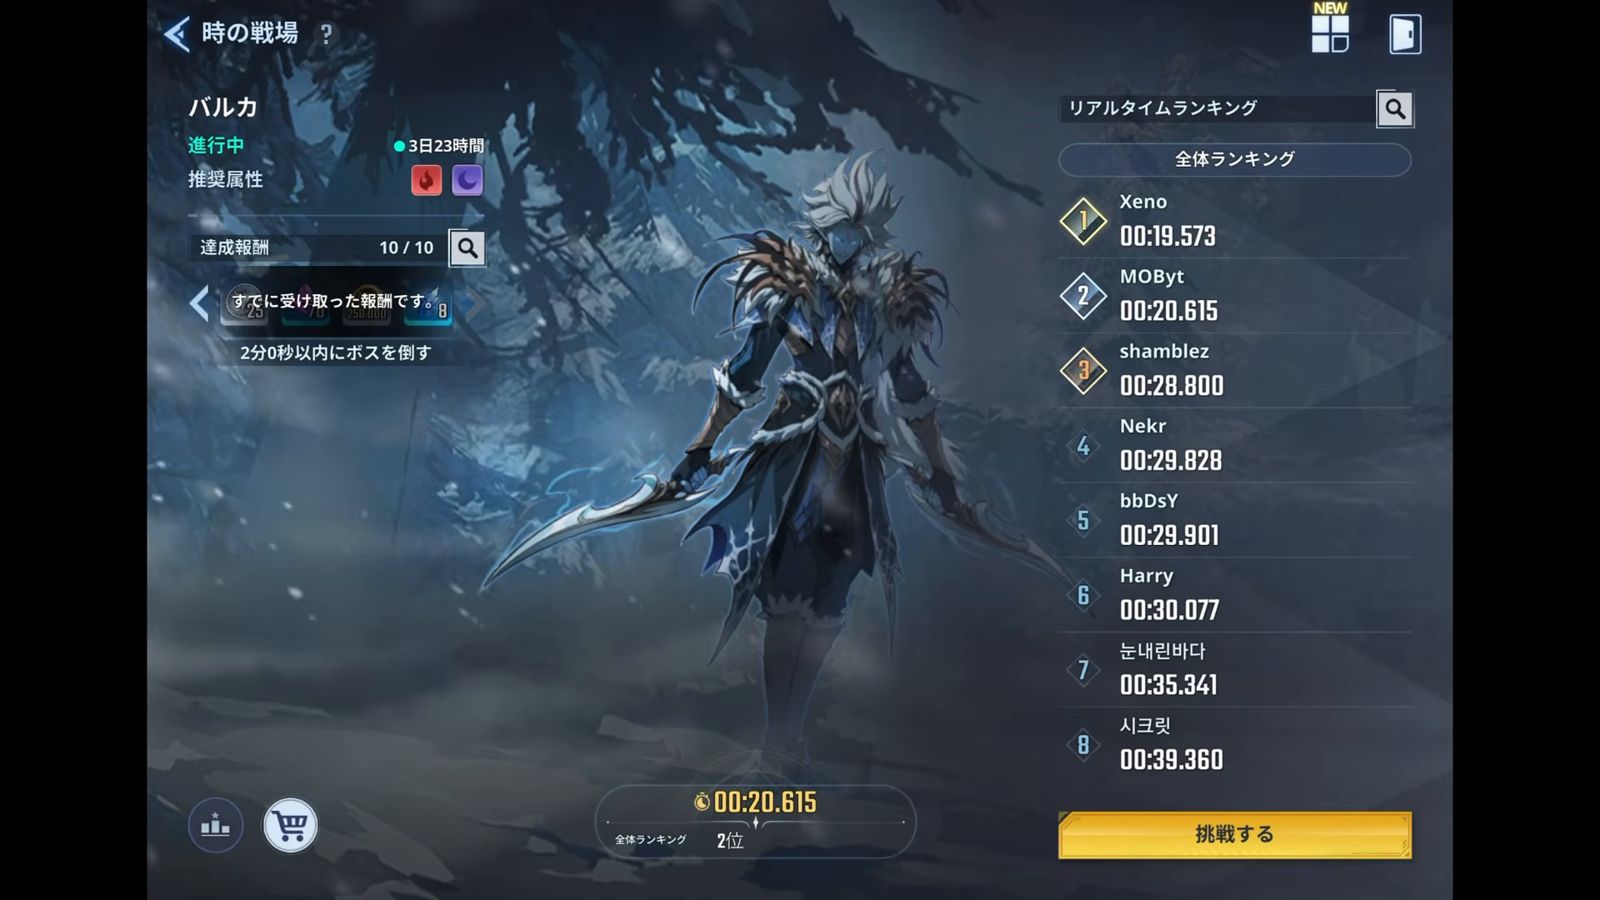 時の戦場 ?
NEW
バルカ
進行中
3日23時間
推奨属性
達成報酬
10 / 10
すでに受け取った報酬です。
25
70
250,000
8
2分0秒以内にボスを倒す
リアルタイムランキング
全体ランキング
1
Xeno
00:19.573
2
MOByt
00:20.615
3
shamblez
00:28.800
4
Nekr
00:29.828
5
bbDsY
00:29.901
6
Harry
00:30.077
7
눈내린바다
00:35.341
8
시크릿
00:39.360
00:20.615
全体ランキング
2位
挑戦する